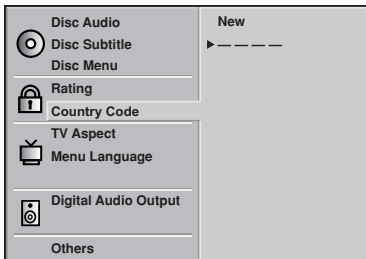 Disc Audio
Disc Subtitle
Disc Menu
Rating
Country Code
TV Aspect
Menu Language
Digital Audio Output
Others
New
– – – –